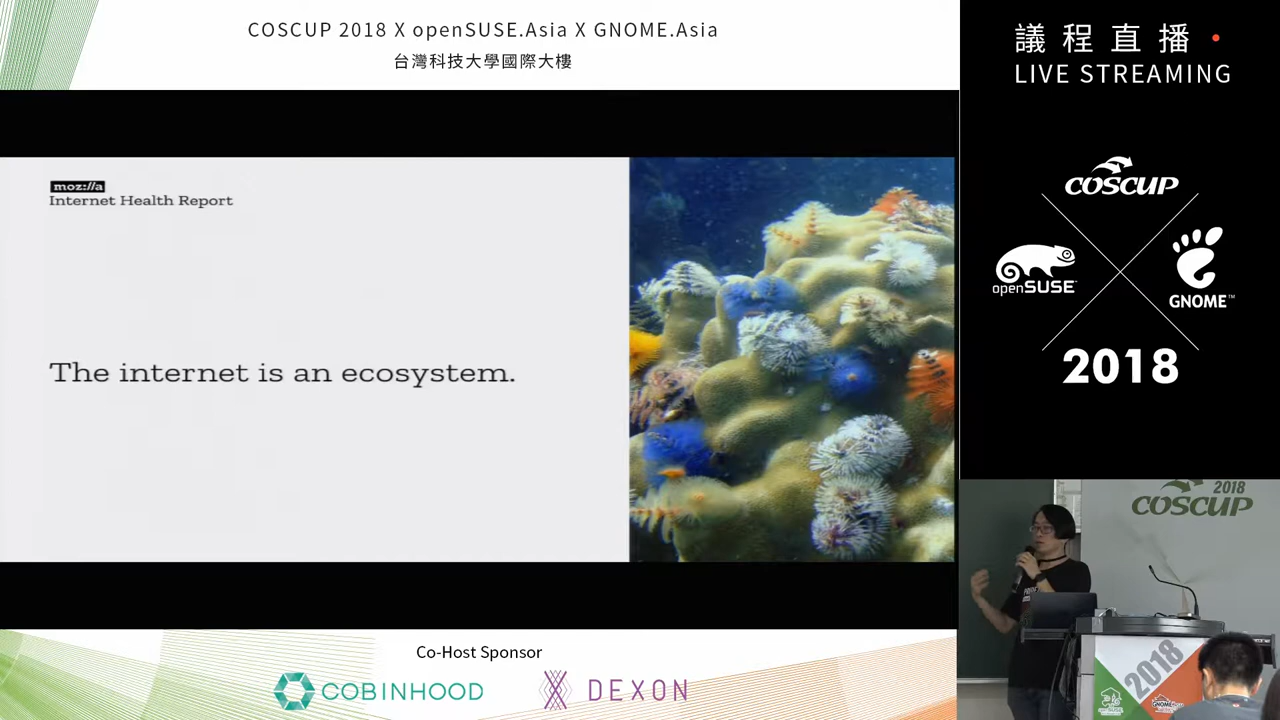 COSCUP 2018 X openSUSE.Asia X GNOME.Asia
台灣科技大學國際大樓
議程直播
LIVE STREAMING
moz://a
Internet Health Report
The internet is an ecosystem.
COSCUP
openSUSE
GNOME™
2018
2018
COSCUP
2018
Co-Host Sponsor
COBINHOOD
DEXON